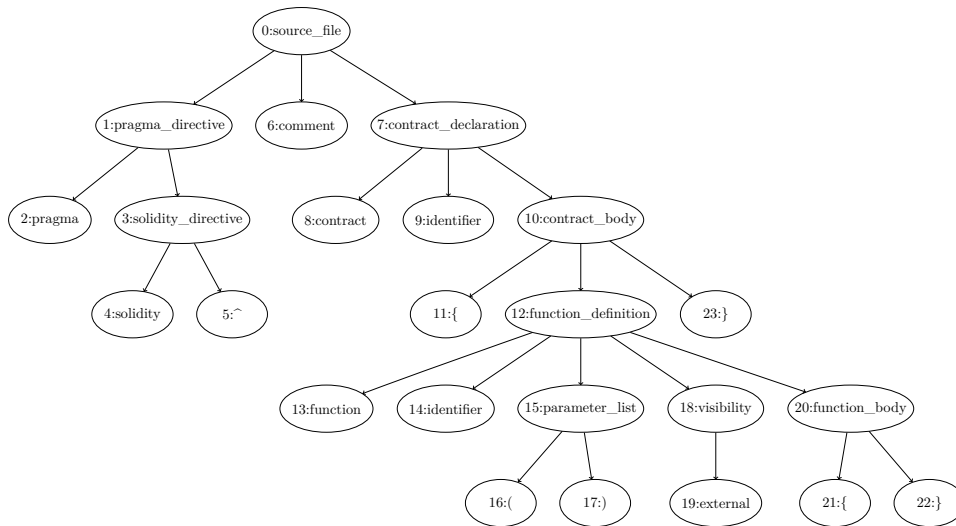 0:source_file
1:pragma_directive
6:comment
7:contract_declaration
2:pragma
3:solidity_directive
8:contract
9:identifier
10:contract_body
4:solidity
5:^
11:{
12:function_definition
23:}
13:function
14:identifier
15:parameter_list
18:visibility
20:function_body
16:(
17:)
19:external
21:{
22:}